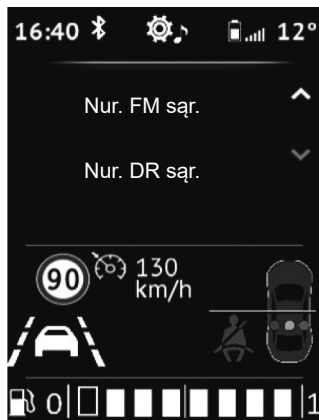 16:40 12°
Nur. FM sąr.
Nur. DR sąr.
90 130
km/h
0 1